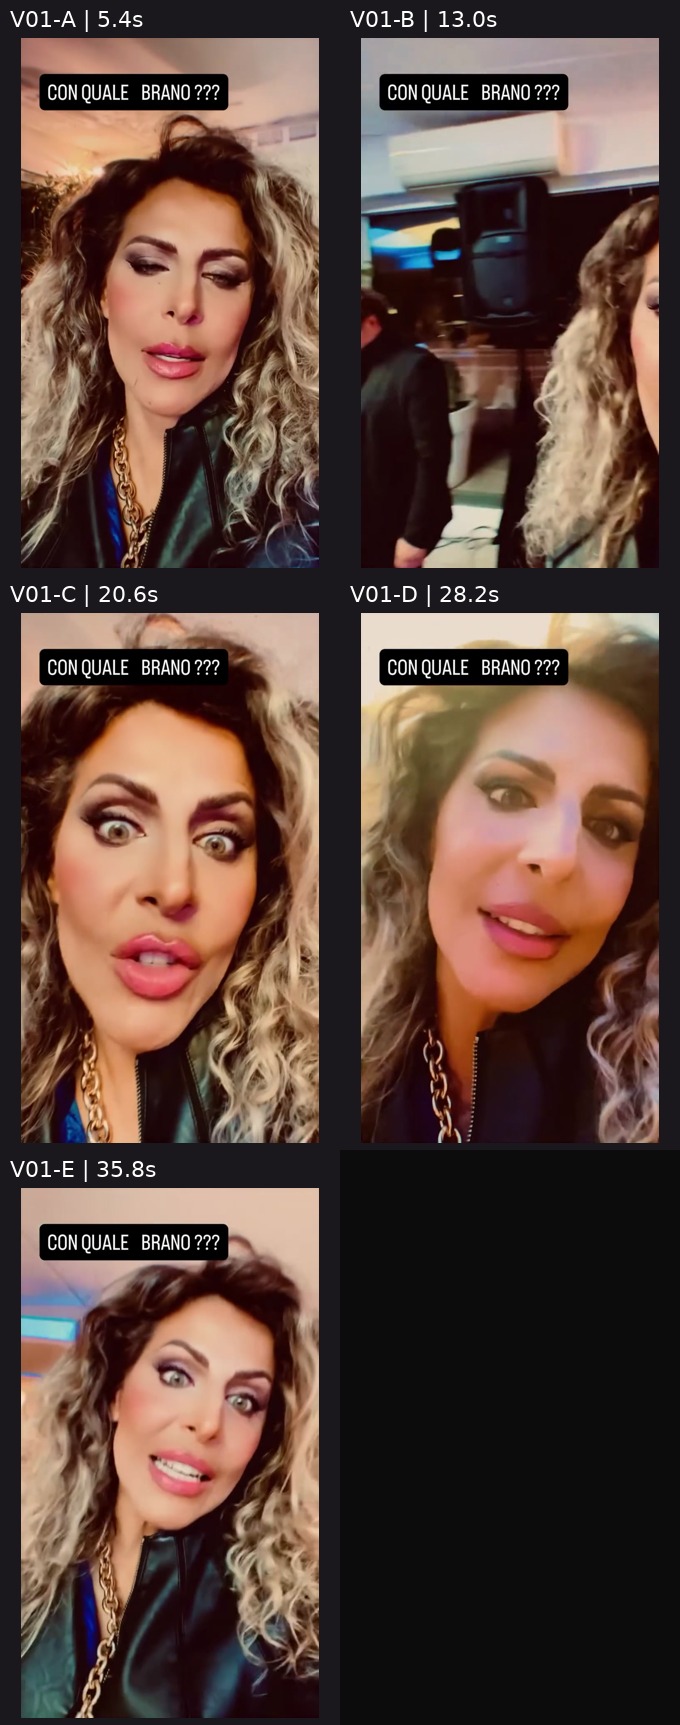 V01-A | 5.4s
V01-B | 13.0s
CON QUALE BRANO ???
CON QUALE BRANO ???
V01-C | 20.6s
V01-D | 28.2s
CON QUALE BRANO ???
CON QUALE BRANO ???
V01-E | 35.8s
CON QUALE BRANO ???